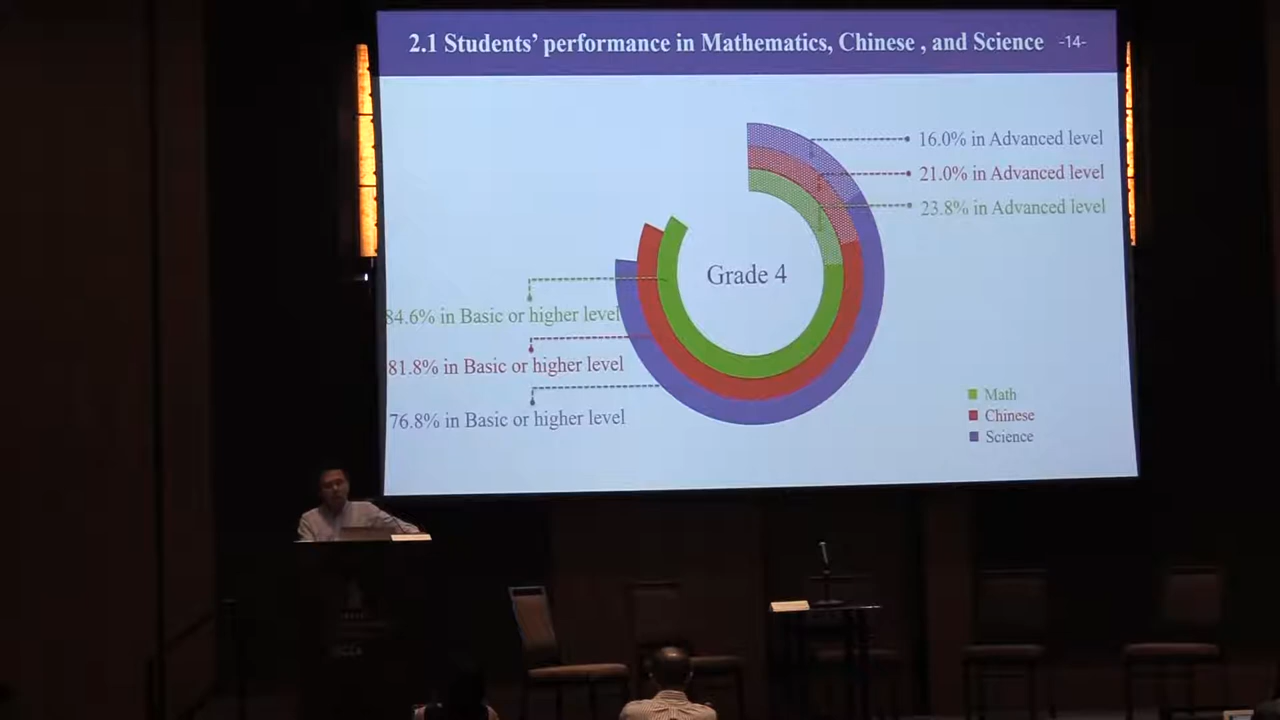 2.1 Students’ performance in Mathematics, Chinese , and Science -14-
16.0% in Advanced level
21.0% in Advanced level
23.8% in Advanced level
Grade 4
84.6% in Basic or higher level
81.8% in Basic or higher level
76.8% in Basic or higher level
Math
Chinese
Science